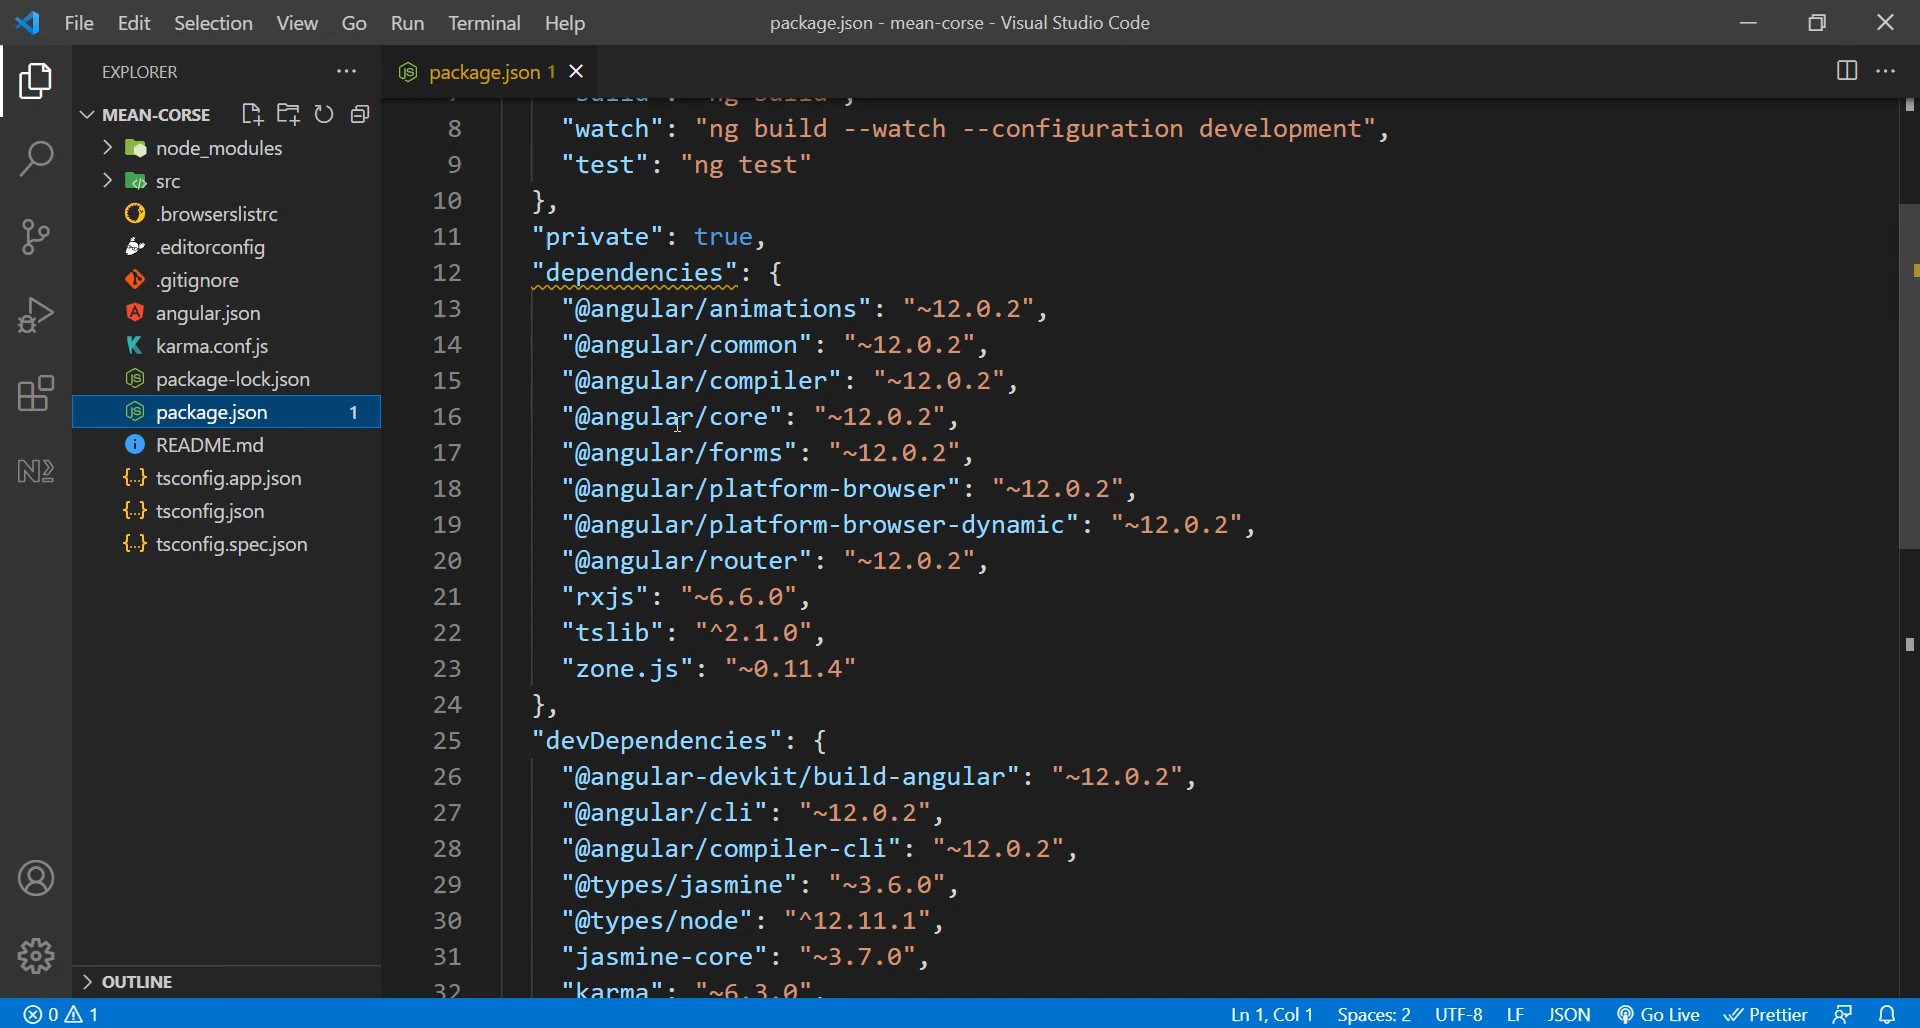 File Edit Selection View Go Run Terminal Help
package.json - mean-corse - Visual Studio Code
EXPLORER
MEAN-CORSE
node_modules
src
.browserslistrc
.editorconfig
.gitignore
angular.json
karma.conf.js
package-lock.json
package.json 1
README.md
tsconfig.app.json
tsconfig.json
tsconfig.spec.json
OUTLINE
package.json 1
"build": "ng build",
8 "watch": "ng build --watch --configuration development",
9 "test": "ng test"
10 },
11 "private": true,
12 "dependencies": {
13 "@angular/animations": "~12.0.2",
14 "@angular/common": "~12.0.2",
15 "@angular/compiler": "~12.0.2",
16 "@angular/core": "~12.0.2",
17 "@angular/forms": "~12.0.2",
18 "@angular/platform-browser": "~12.0.2",
19 "@angular/platform-browser-dynamic": "~12.0.2",
20 "@angular/router": "~12.0.2",
21 "rxjs": "~6.6.0",
22 "tslib": "^2.1.0",
23 "zone.js": "~0.11.4"
24 },
25 "devDependencies": {
26 "@angular-devkit/build-angular": "~12.0.2",
27 "@angular/cli": "~12.0.2",
28 "@angular/compiler-cli": "~12.0.2",
29 "@types/jasmine": "~3.6.0",
30 "@types/node": "^12.11.1",
31 "jasmine-core": "~3.7.0",
32 "karma": "~6.3.0",
0 1
Ln 1, Col 1 Spaces: 2 UTF-8 LF JSON Go Live Prettier